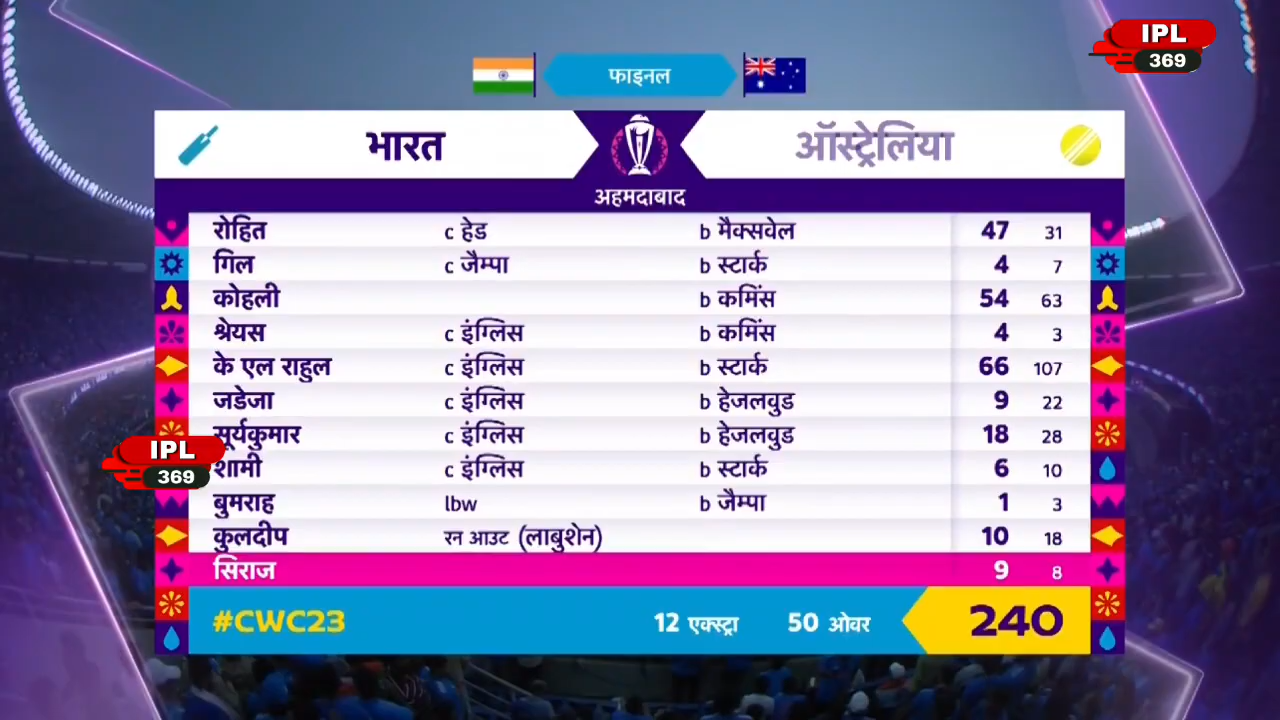 IPL
369
फाइनल
भारत ऑस्ट्रेलिया
अहमदाबाद
रोहित c हेड b मैक्सवेल 47 31
गिल c जैम्पा b स्टार्क 4 7
कोहली b कमिंस 54 63
श्रेयस c इंग्लिस b कमिंस 4 3
के एल राहुल c इंग्लिस b स्टार्क 66 107
जडेजा c इंग्लिस b हेजलवुड 9 22
सूर्यकुमार c इंग्लिस b हेजलवुड 18 28
IPL
369
शामी c इंग्लिस b स्टार्क 6 10
बुमराह lbw b जैम्पा 1 3
कुलदीप रन आउट (लाबुशेन) 10 18
सिराज 9 8
#CWC23 12 एक्स्ट्रा 50 ओवर 240